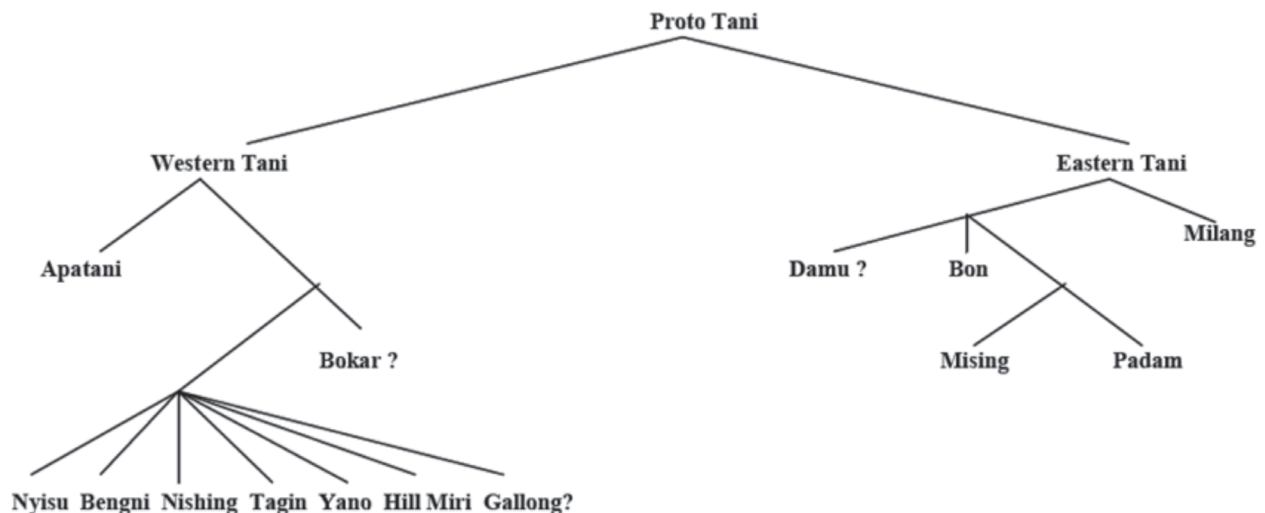 Proto Tani
Western Tani Eastern Tani
Milang
Apatani Damu ? Bon
Bokar ? Mising Padam
Nyisu Bengni Nishing Tagin Yano Hill Miri Gallong?